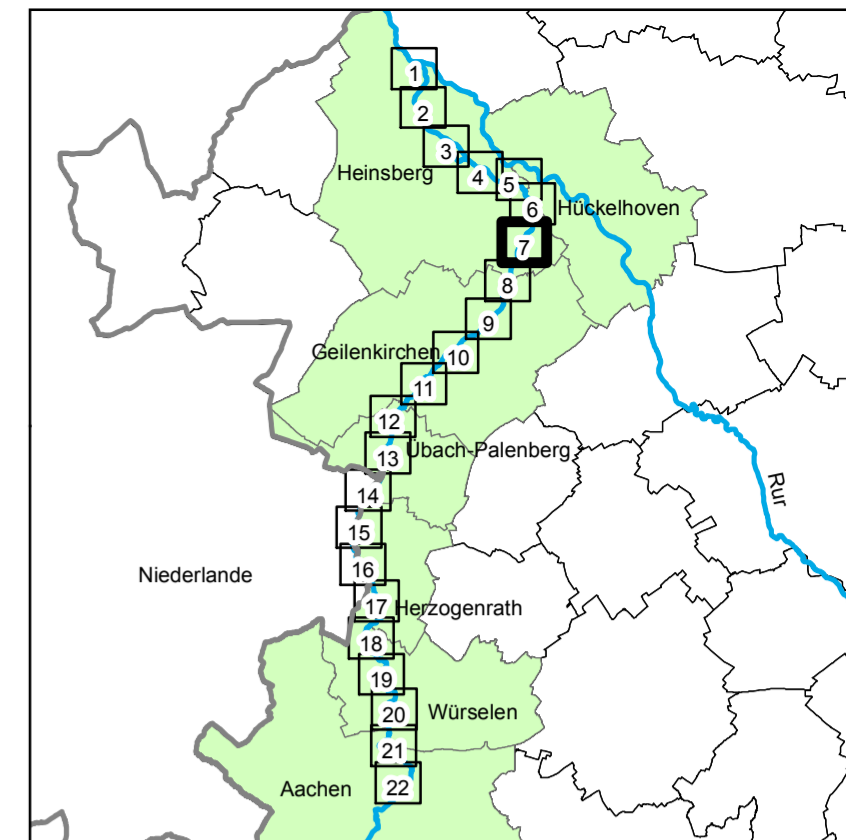 1
2
3
Heinsberg
4
5
6
Hückelhoven
7
8
9
Geilenkirchen
10
11
12
Übach-Palenberg
13
14
Rur
15
Niederlande
16
17
Herzogenrath
18
19
20
Würselen
21
Aachen
22